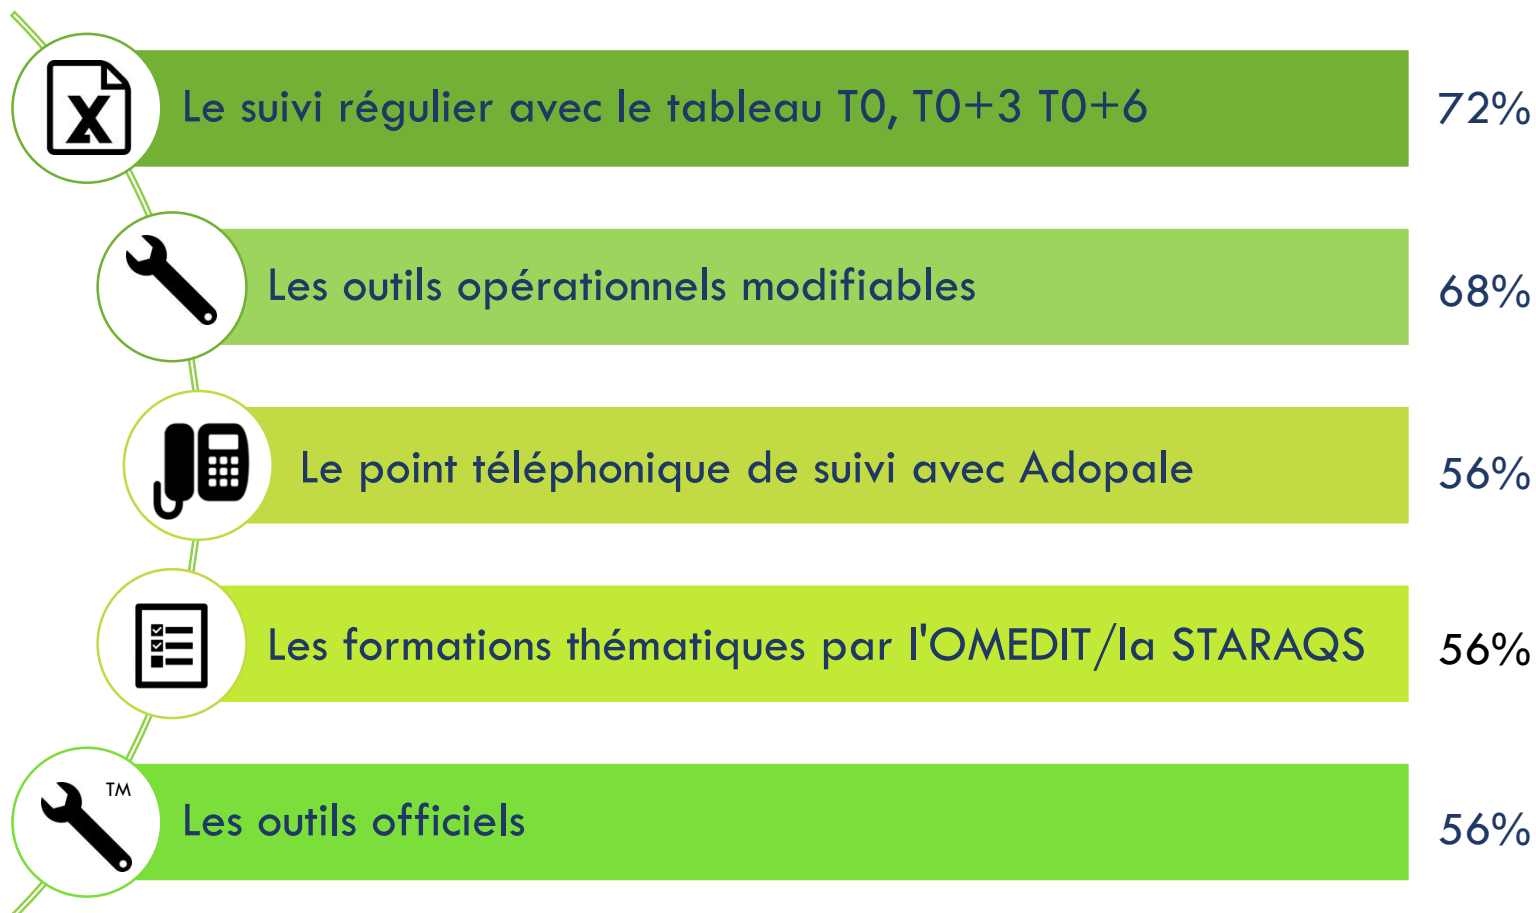 Le suivi régulier avec le tableau T0, T0+3 T0+6
72%
Les outils opérationnels modifiables
68%
Le point téléphonique de suivi avec Adopale
56%
Les formations thématiques par l'OMEDIT/la STARAQS
56%
TM
Les outils officiels
56%